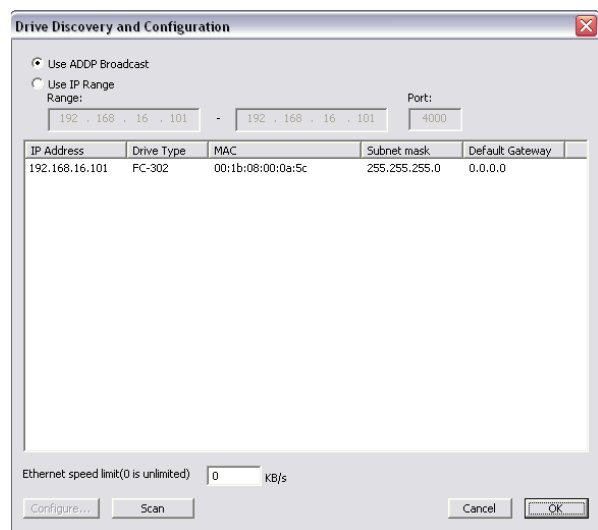 Drive Discovery and Configuration
Use ADDP Broadcast
Use IP Range
Range: Port:
192 . 168 . 16 . 101 - 192 . 168 . 16 . 101 4000
IP Address Drive Type MAC Subnet mask Default Gateway
192.168.16.101 FC-302 00:1b:08:00:0a:5c 255.255.255.0 0.0.0.0
Ethernet speed limit(0 is unlimited) 0 KB/s
Configure... Scan Cancel OK